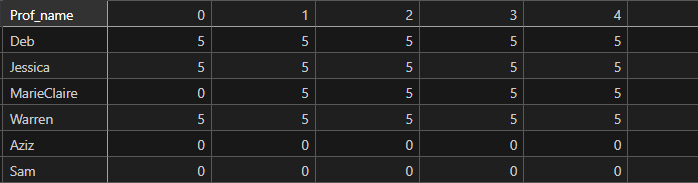 Prof_name 0 1 2 3 4
Deb 5 5 5 5 5
Jessica 5 5 5 5 5
MarieClaire 0 5 5 5 5
Warren 5 5 5 5 5
Aziz 0 0 0 0 0
Sam 0 0 0 0 0